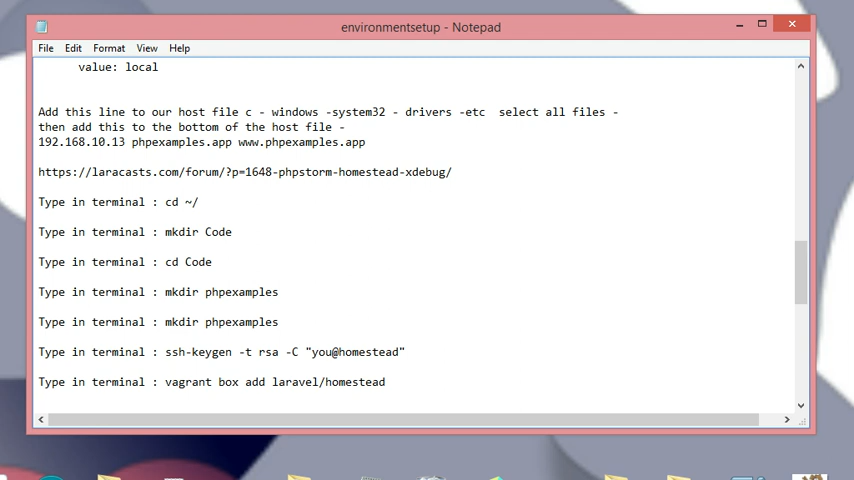 environmentsetup - Notepad
File Edit Format View Help
value: local
Add this line to our host file c - windows -system32 - drivers -etc  select all files -
then add this to the bottom of the host file -
192.168.10.13 phpexamples.app www.phpexamples.app
https://laracasts.com/forum/?p=1648-phpstorm-homestead-xdebug/
Type in terminal : cd ~/
Type in terminal : mkdir Code
Type in terminal : cd Code
Type in terminal : mkdir phpexamples
Type in terminal : mkdir phpexamples
Type in terminal : ssh-keygen -t rsa -C "you@homestead"
Type in terminal : vagrant box add laravel/homestead